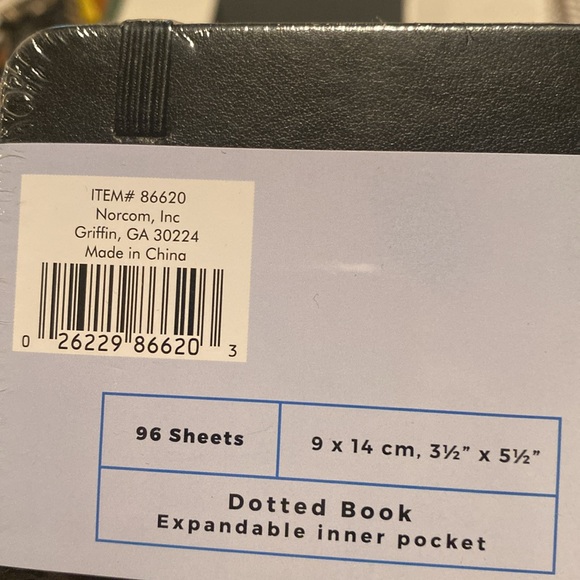 ITEM# 86620
Norcom, Inc
Griffin, GA 30224
Made in China
0 26229 86620 3
96 Sheets
9 x 14 cm, 3½” x 5½”
Dotted Book
Expandable inner pocket